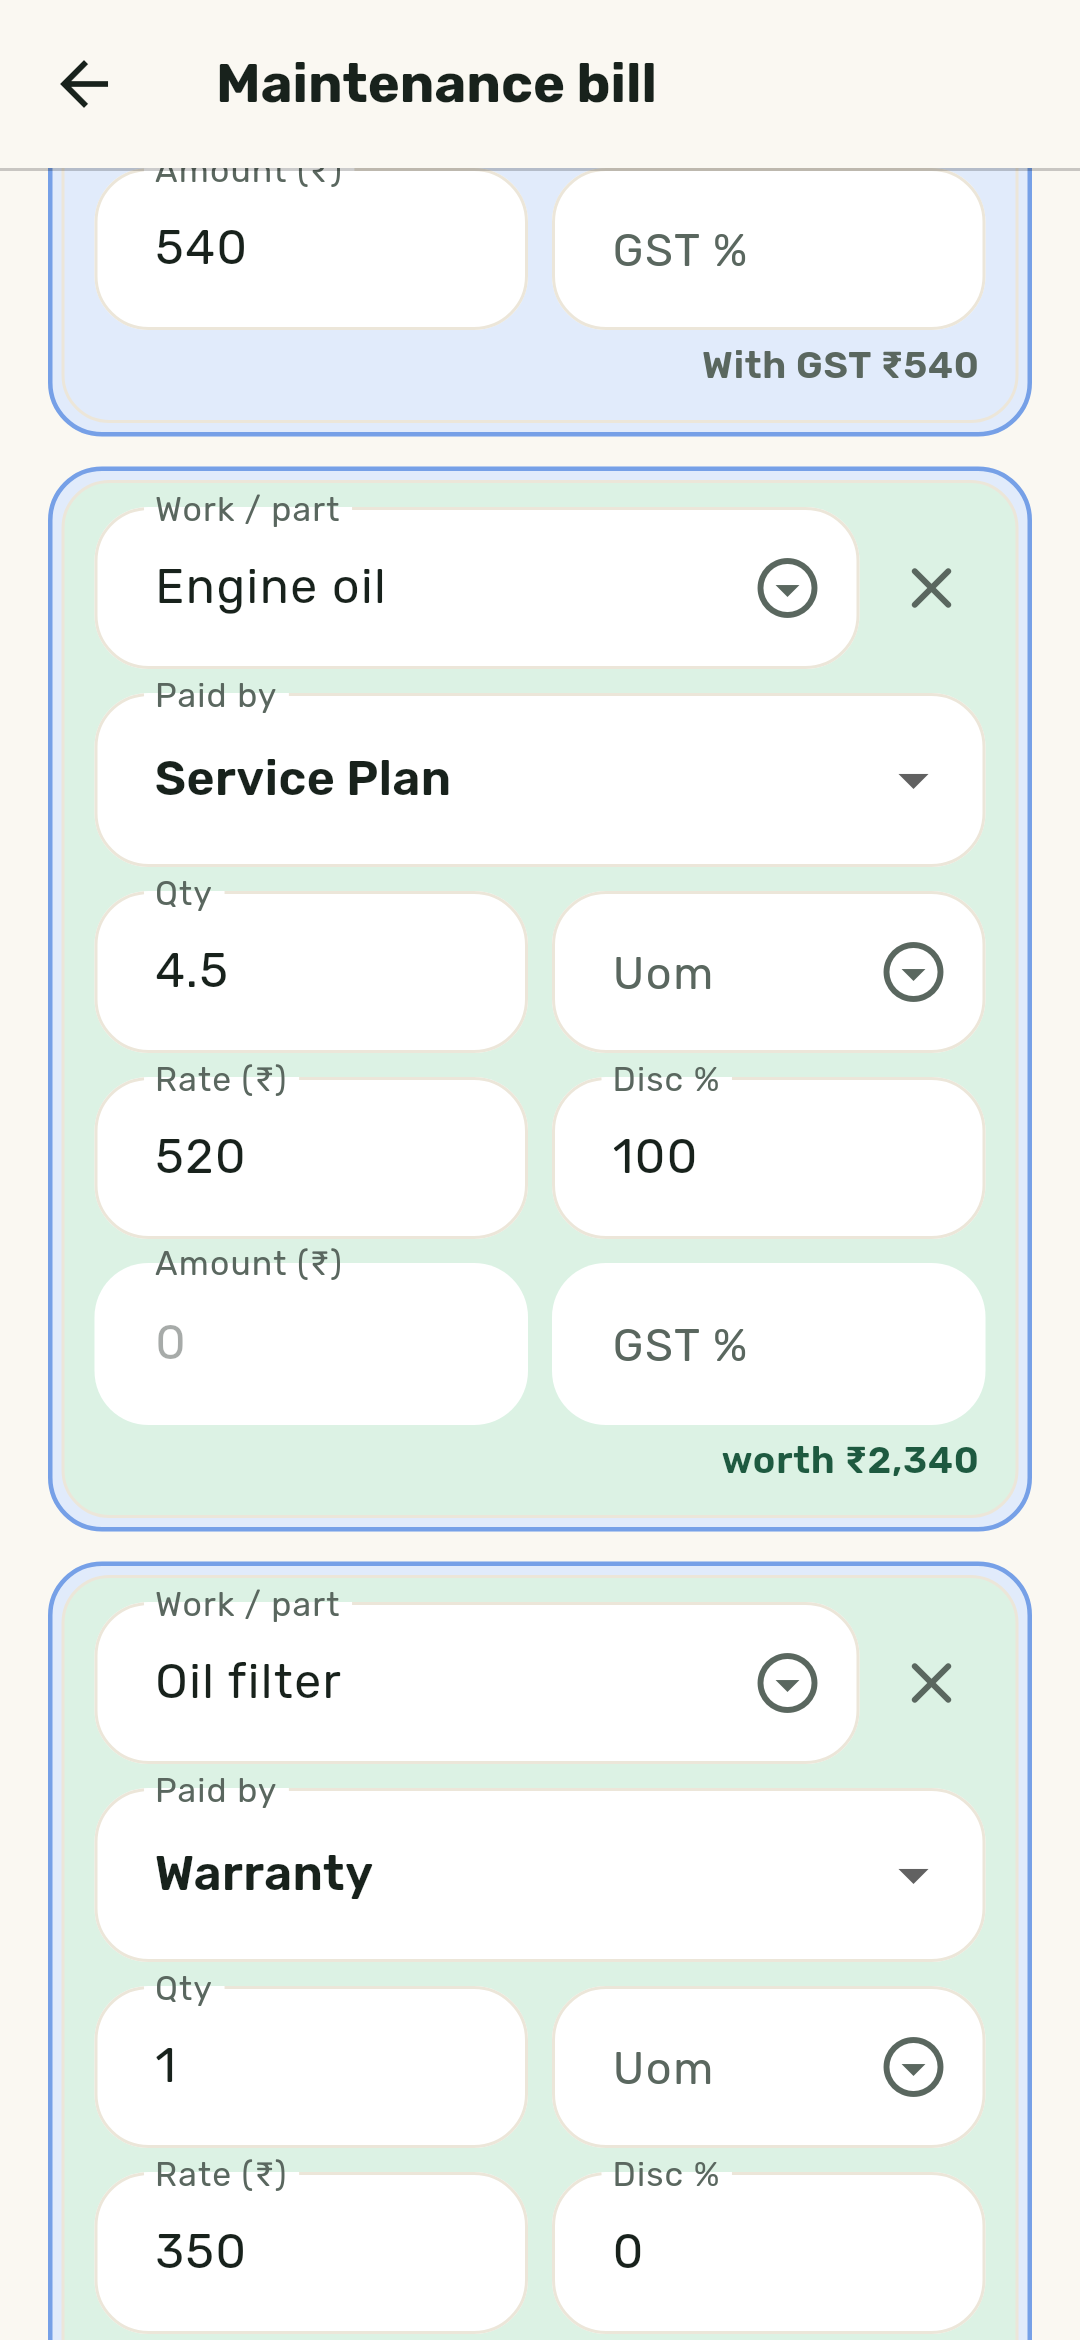 Maintenance bill
Amount (₹)
540
GST %
With GST ₹540
Work / part
Engine oil
Paid by
Service Plan
Qty
4.5
Uom
Rate (₹)
520
Disc %
100
Amount (₹)
0
GST %
worth ₹2,340
Work / part
Oil filter
Paid by
Warranty
Qty
1
Uom
Rate (₹)
350
Disc %
0